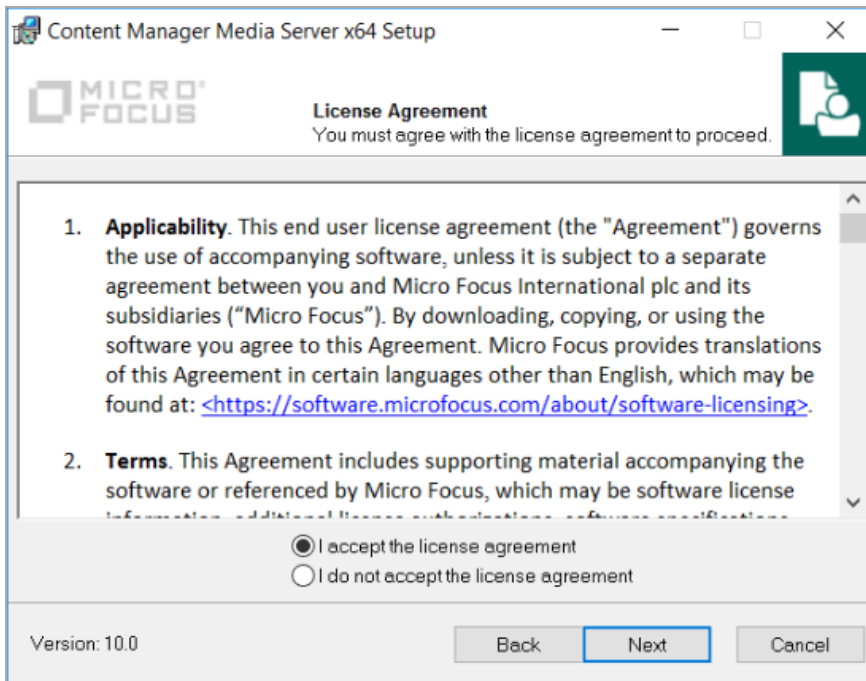 Content Manager Media Server x64 Setup
MICRO
FOCUS
License Agreement
You must agree with the license agreement to proceed.
1. Applicability. This end user license agreement (the "Agreement") governs
the use of accompanying software, unless it is subject to a separate
agreement between you and Micro Focus International plc and its
subsidiaries (“Micro Focus”). By downloading, copying, or using the
software you agree to this Agreement. Micro Focus provides translations
of this Agreement in certain languages other than English, which may be
found at: <https://software.microfocus.com/about/software-licensing>.
2. Terms. This Agreement includes supporting material accompanying the
software or referenced by Micro Focus, which may be software license
information, additional license authorizations, software specifications
I accept the license agreement
I do not accept the license agreement
Version: 10.0
Back
Next
Cancel